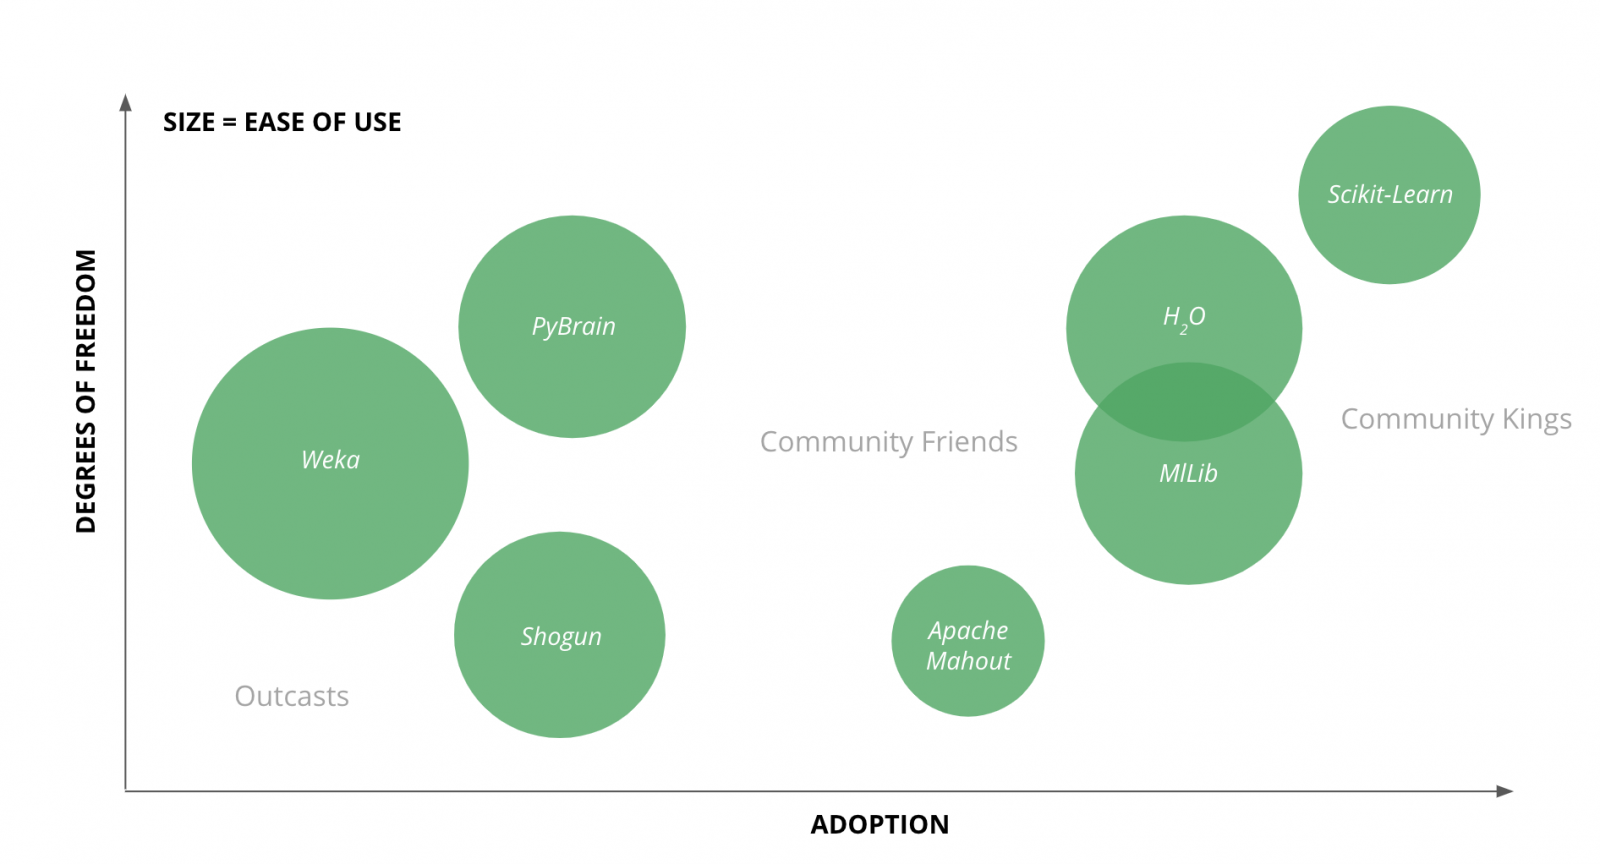 SIZE = EASE OF USE
Scikit-Learn
H₂O
PyBrain
DEGREES OF FREEDOM
Community Kings
Community Friends
Weka
MlLib
Shogun
Apache
Mahout
Outcasts
ADOPTION